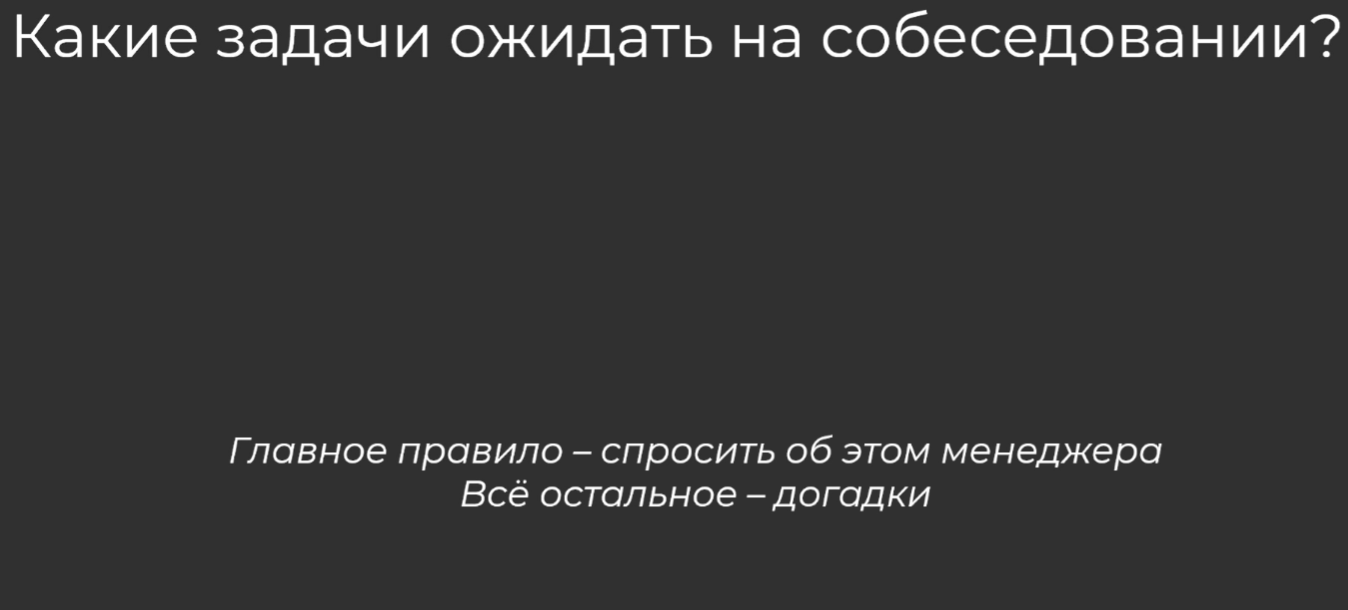 Какие задачи ожидать на собеседовании?
Главное правило – спросить об этом менеджера
Всё остальное – догадки